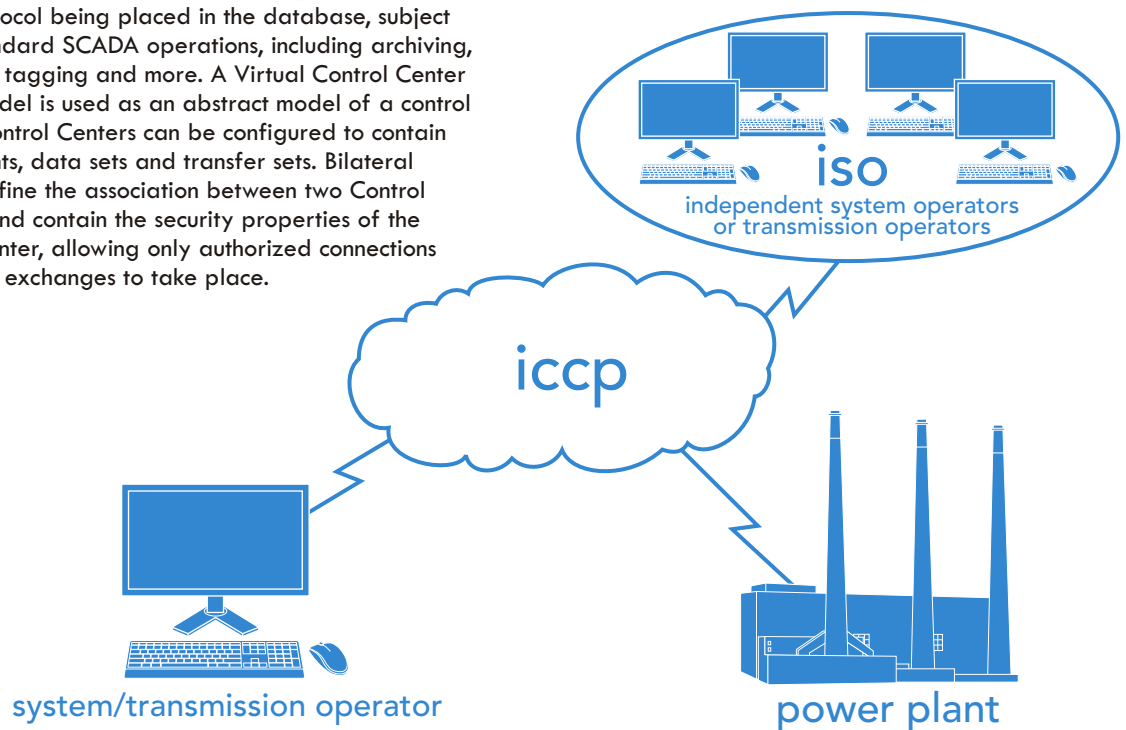 ocol being placed in the database, subject
ndard SCADA operations, including archiving,
tagging and more. A Virtual Control Center
del is used as an abstract model of a control
ontrol Centers can be configured to contain
nts, data sets and transfer sets. Bilateral
fine the association between two Control
nd contain the security properties of the
nter, allowing only authorized connections
exchanges to take place.
iso
independent system operators
or transmission operators
iccp
system/transmission operator
power plant